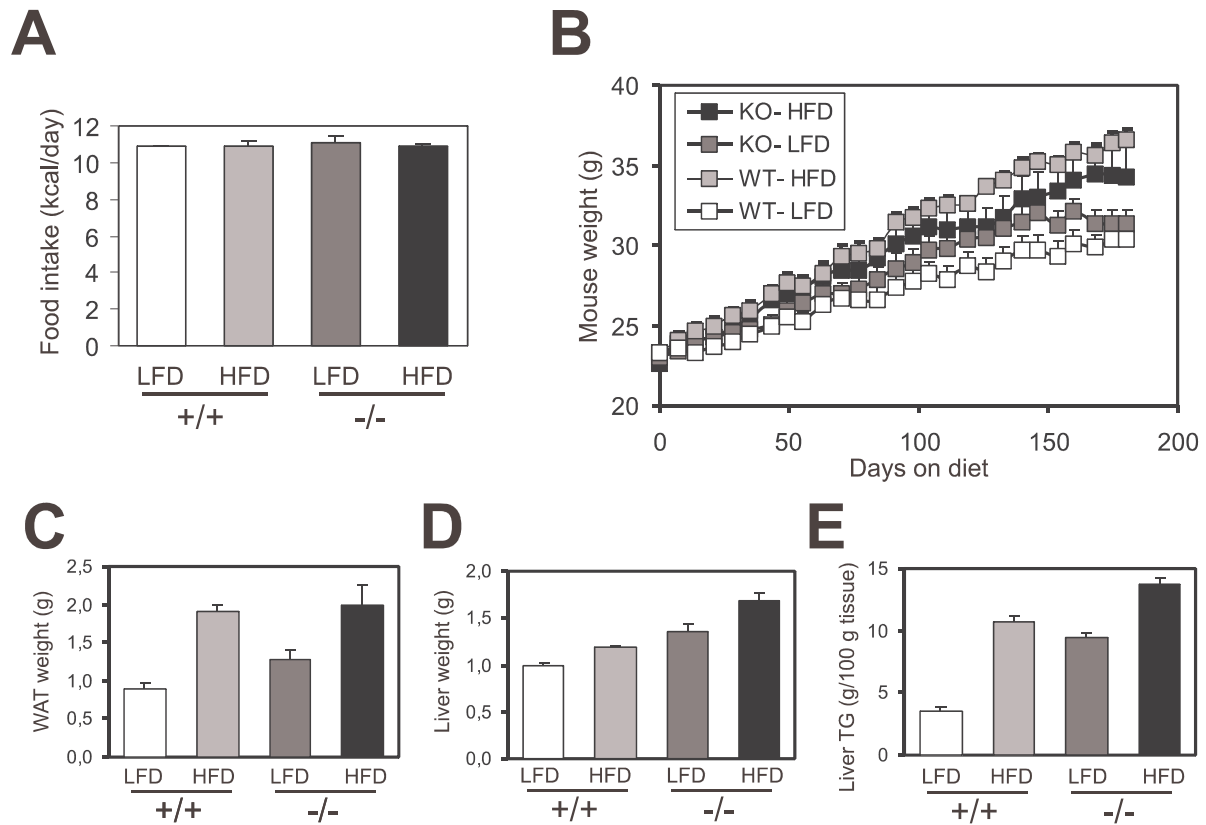 A
Food intake (kcal/day)
12
10
8
6
4
2
0
LFD HFD LFD HFD
+/+ -/-
B
Mouse weight (g)
40
35
30
25
20
KO- HFD
KO- LFD
WT- HFD
WT- LFD
0 50 100 150 200
Days on diet
C
WAT weight (g)
2,5
2,0
1,5
1,0
0,5
0,0
LFD HFD LFD HFD
+/+ -/-
D
Liver weight (g)
2,0
1,5
1,0
0,5
0,0
LFD HFD LFD HFD
+/+ -/-
E
Liver TG (g/100 g tissue)
15
10
5
0
LFD HFD LFD HFD
+/+ -/-